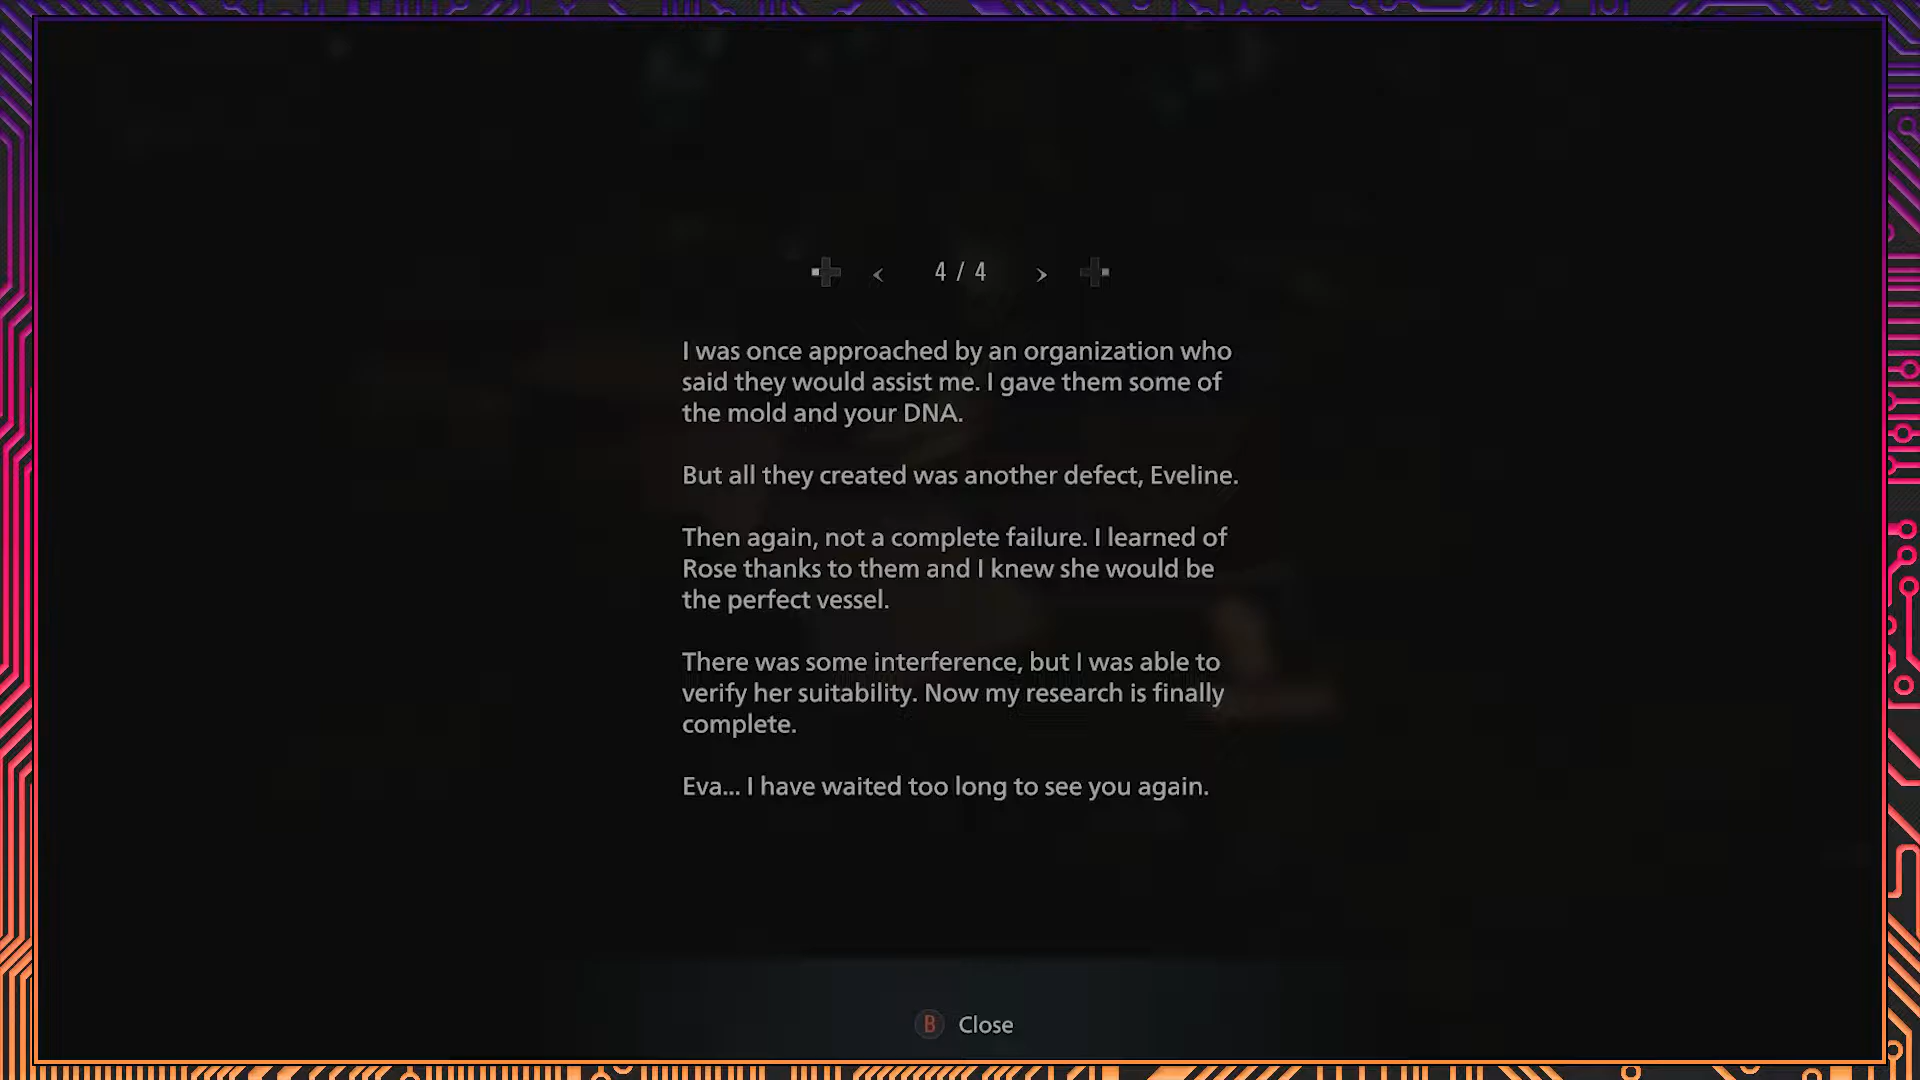 4 / 4
I was once approached by an organization who
said they would assist me. I gave them some of
the mold and your DNA.
But all they created was another defect, Eveline.
Then again, not a complete failure. I learned of
Rose thanks to them and I knew she would be
the perfect vessel.
There was some interference, but I was able to
verify her suitability. Now my research is finally
complete.
Eva... I have waited too long to see you again.
B Close